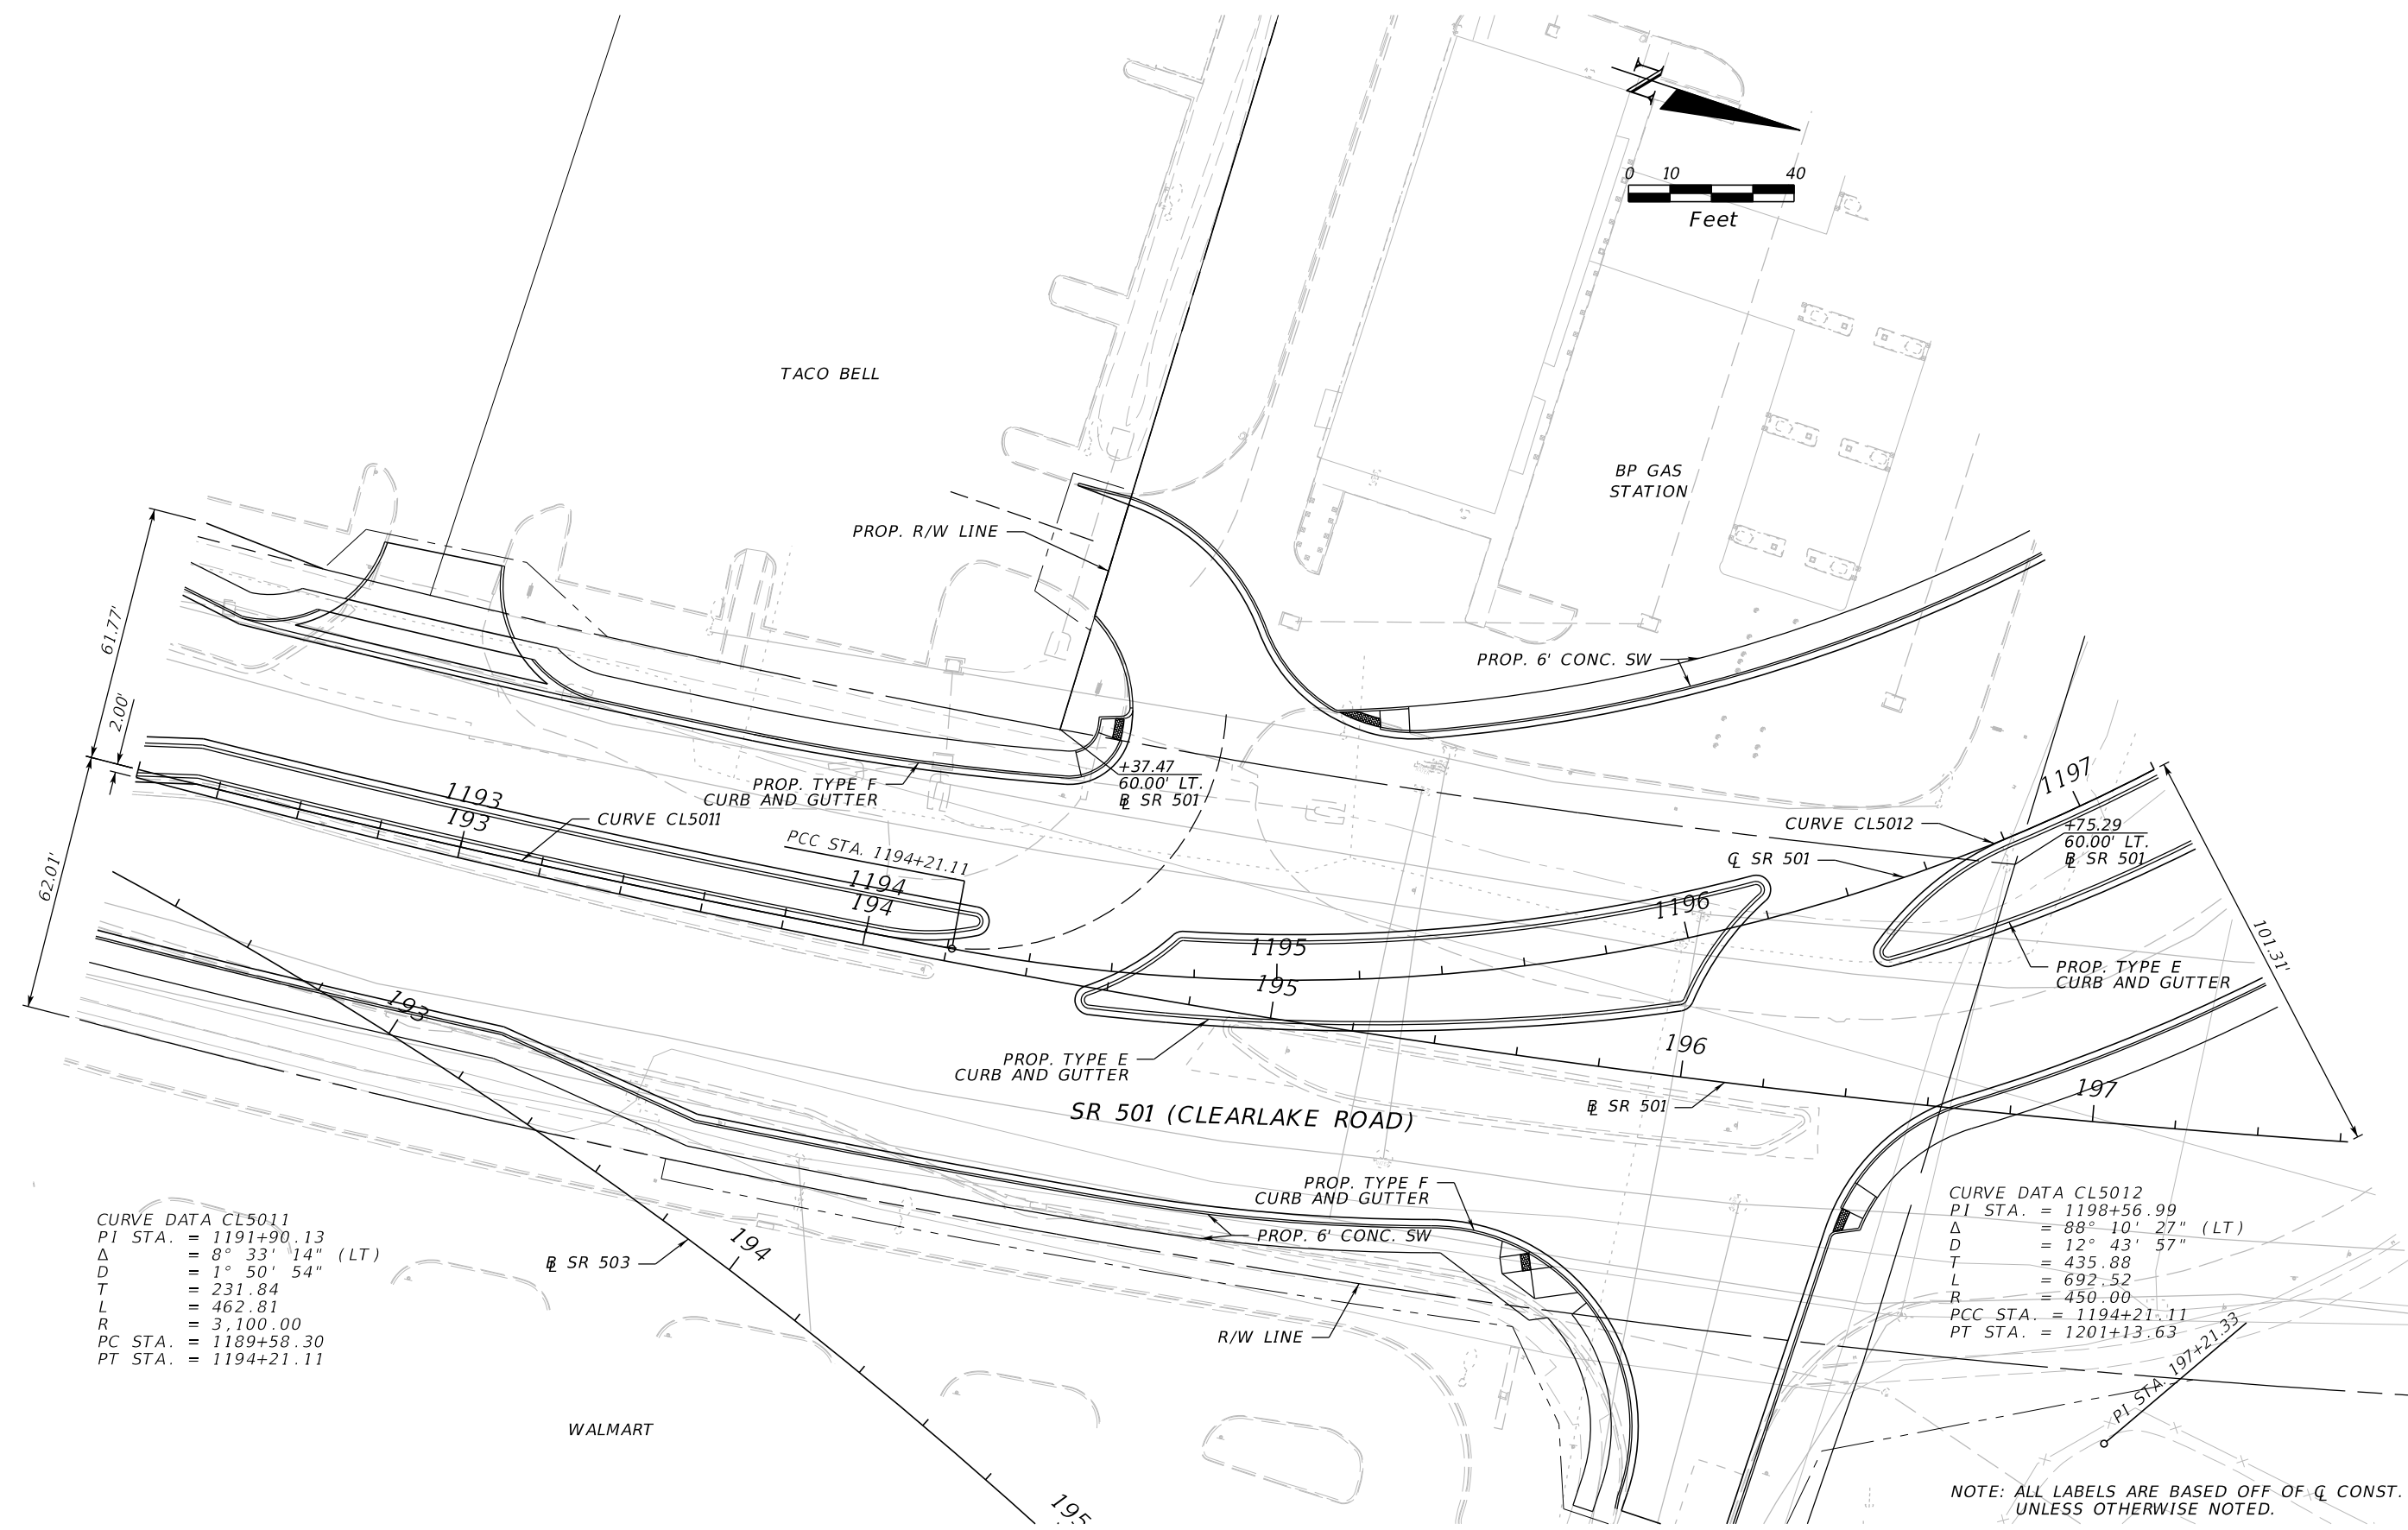 0 10 40
Feet
TACO BELL
BP GAS
STATION
PROP. R/W LINE
61.77'
PROP. 6' CONC. SW
2.00'
1193
193
PROP. TYPE F
CURB AND GUTTER
+37.47
60.00' LT.
℄ SR 501
CURVE CL5011
PCC STA. 1194+21.11
1194
194
62.01'
1197
CURVE CL5012
+75.29
60.00' LT.
℄ SR 501
℄ SR 501
1196
1195
195
101.31'
PROP. TYPE E
CURB AND GUTTER
193
PROP. TYPE E
CURB AND GUTTER
196
197
℄ SR 501
SR 501 (CLEARLAKE ROAD)
PROP. TYPE F
CURB AND GUTTER
PROP. 6' CONC. SW
194
℄ SR 503
R/W LINE
CURVE DATA CL5011
PI STA. = 1191+90.13
Δ = 8° 33' 14" (LT)
D = 1° 50' 54"
T = 231.84
L = 462.81
R = 3,100.00
PC STA. = 1189+58.30
PT STA. = 1194+21.11
CURVE DATA CL5012
PI STA. = 1198+56.99
Δ = 88° 10' 27" (LT)
D = 12° 43' 57"
T = 435.88
L = 692.52
R = 450.00
PCC STA. = 1194+21.11
PT STA. = 1201+13.63
PI STA. 197+21.33
WALMART
195
NOTE: ALL LABELS ARE BASED OFF OF ℄ CONST.
UNLESS OTHERWISE NOTED.